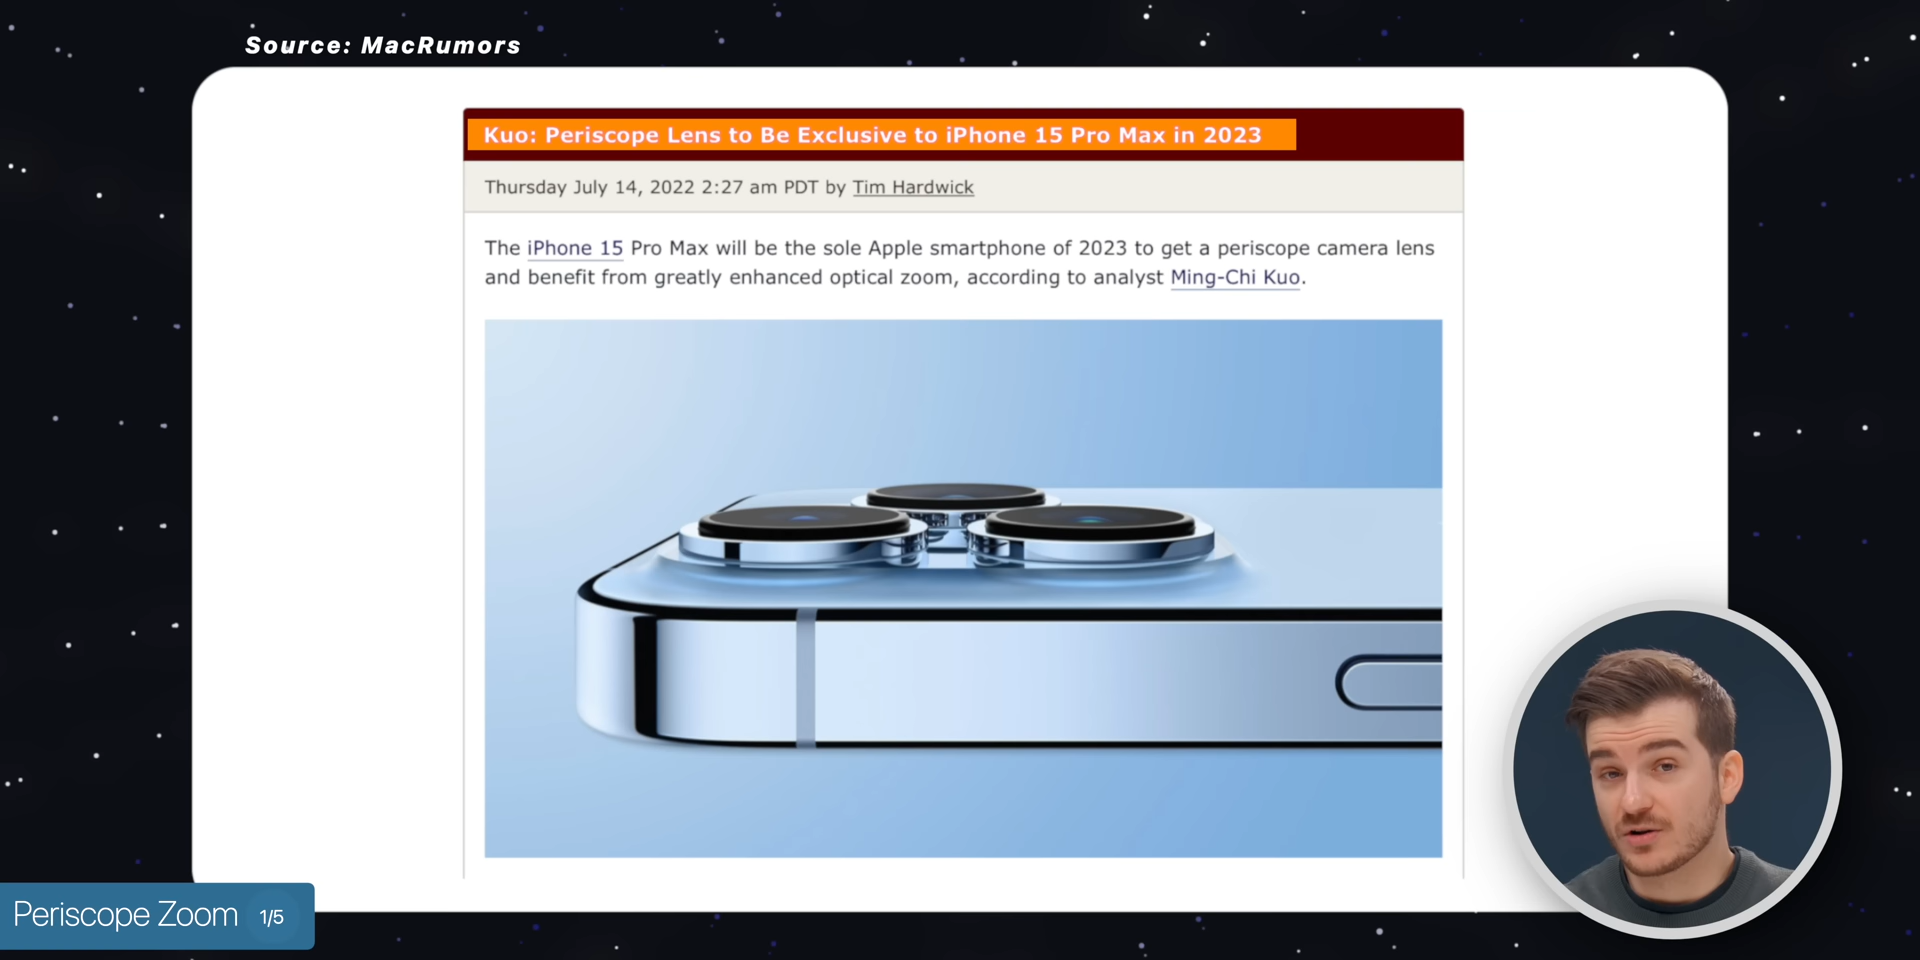 Source: MacRumors
Kuo: Periscope Lens to Be Exclusive to iPhone 15 Pro Max in 2023
Thursday July 14, 2022 2:27 am PDT by Tim Hardwick
The iPhone 15 Pro Max will be the sole Apple smartphone of 2023 to get a periscope camera lens
and benefit from greatly enhanced optical zoom, according to analyst Ming-Chi Kuo.
Periscope Zoom 1/5